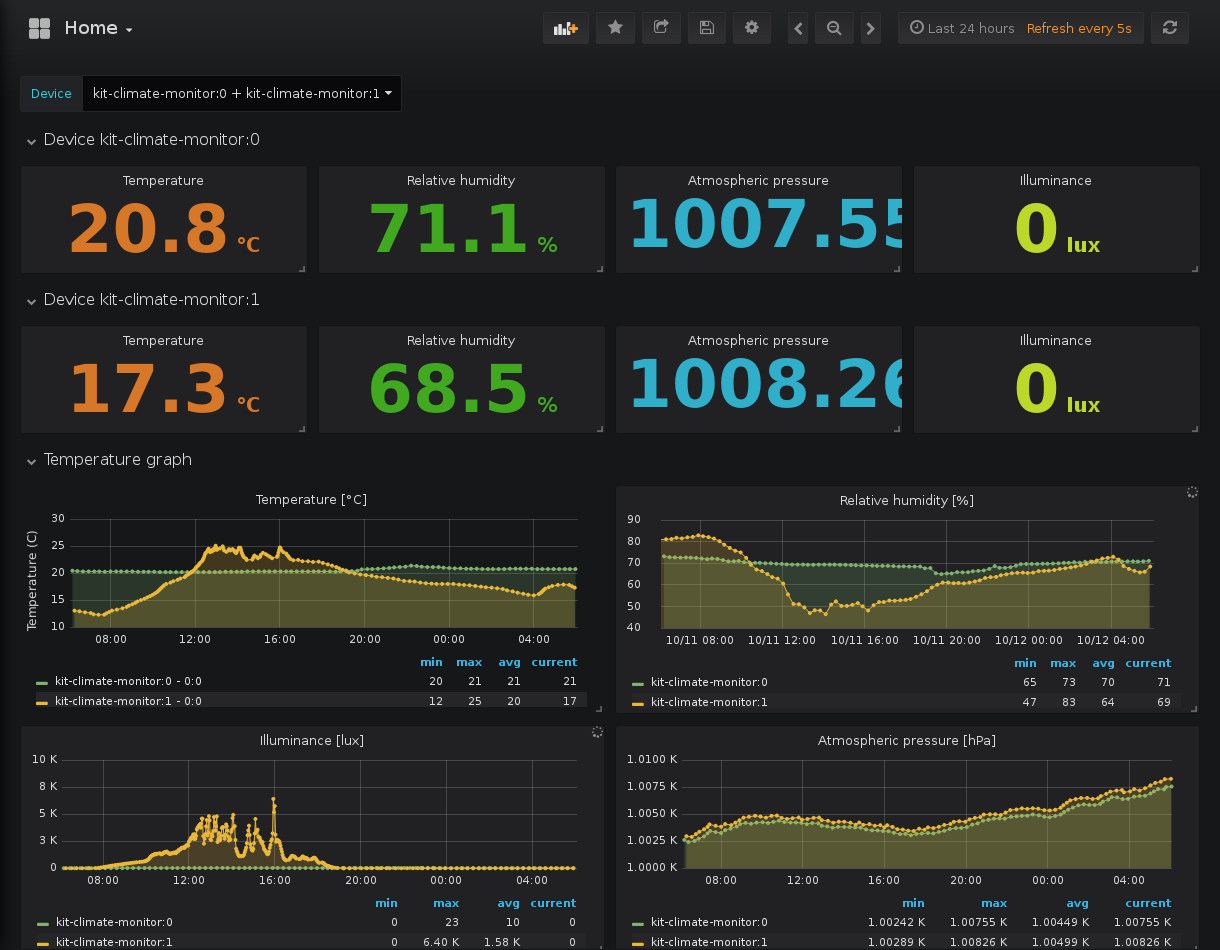 Home
Last 24 hours Refresh every 5s
Device kit-climate-monitor:0 + kit-climate-monitor:1
Device kit-climate-monitor:0
Temperature Relative humidity Atmospheric pressure Illuminance
20.8 °C 71.1 % 1007.55 0 lux
Device kit-climate-monitor:1
Temperature Relative humidity Atmospheric pressure Illuminance
17.3 °C 68.5 % 1008.26 0 lux
Temperature graph
Temperature [°C]
Temperature (C)
30
25
20
15
10
08:00 12:00 16:00 20:00 00:00 04:00
min max avg current
kit-climate-monitor:0 - 0:0 20 21 21 21
kit-climate-monitor:1 - 0:0 12 25 20 17
Relative humidity [%]
90
80
70
60
50
40
10/11 08:00 10/11 12:00 10/11 16:00 10/11 20:00 10/12 00:00 10/12 04:00
min max avg current
kit-climate-monitor:0 65 73 70 71
kit-climate-monitor:1 47 83 64 69
Illuminance [lux]
10 K
8 K
5 K
3 K
0
08:00 12:00 16:00 20:00 00:00 04:00
min max avg current
kit-climate-monitor:0 0 23 10 0
kit-climate-monitor:1 0 6.40 K 1.58 K 0
Atmospheric pressure [hPa]
1.0100 K
1.0075 K
1.0050 K
1.0025 K
1.0000 K
08:00 12:00 16:00 20:00 00:00 04:00
min max avg current
kit-climate-monitor:0 1.00242 K 1.00755 K 1.00449 K 1.00755 K
kit-climate-monitor:1 1.00289 K 1.00826 K 1.00499 K 1.00826 K